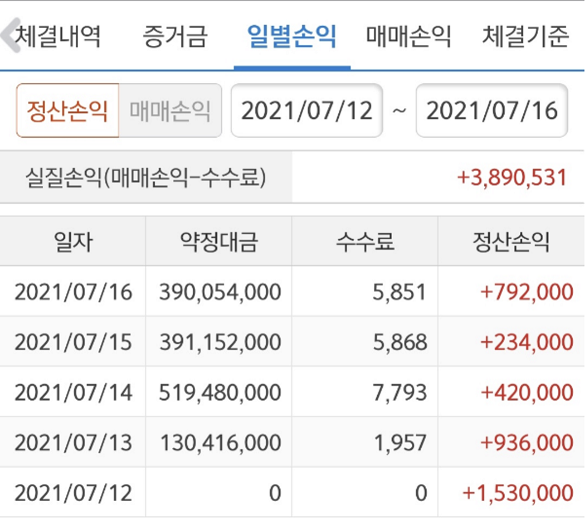 체결내역 증거금 일별손익 매매손익 체결기준
정산손익 매매손익 2021/07/12 ~ 2021/07/16
실질손익(매매손익-수수료) +3,890,531
일자 약정대금 수수료 정산손익
2021/07/16 390,054,000 5,851 +792,000
2021/07/15 391,152,000 5,868 +234,000
2021/07/14 519,480,000 7,793 +420,000
2021/07/13 130,416,000 1,957 +936,000
2021/07/12 0 0 +1,530,000